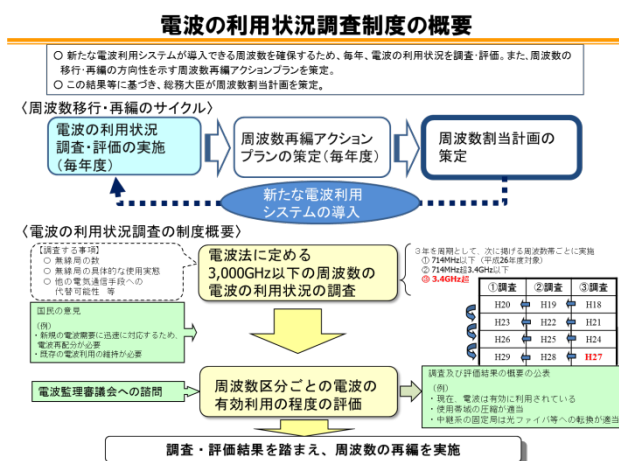 電波の利用状況調査制度の概要
○ 新たな電波利用システムが導入できる周波数を確保するため、毎年、電波の利用状況を調査・評価。また、周波数の
移行・再編の方向性を示す周波数再編アクションプランを策定。
○ この結果等に基づき、総務大臣が周波数割当計画を策定。
〈周波数移行・再編のサイクル〉
電波の利用状況
調査・評価の実施
(毎年度)
周波数再編アクション
プランの策定(毎年度)
周波数割当計画の
策定
新たな電波利用
システムの導入
〈電波の利用状況調査の制度概要〉
【調査する事項】
○ 無線局の数
○ 無線局の具体的な使用実態
○ 他の電気通信手段への
代替可能性 等
電波法に定める
3,000GHz以下の周波数の
電波の利用状況の調査
3年を周期として、次に掲げる周波数帯ごとに実施
① 714MHz以下 (平成26年度対象)
② 714MHz超3.4GHz以下
③ 3.4GHz超
①調査 ②調査 ③調査
H20 H19 H18
H23 H22 H21
H26 H25 H24
H29 H28 H27
国民の意見
(例)
・新規の電波需要に迅速に対応するため、
電波再配分が必要
・既存の電波利用の維持が必要
電波監理審議会への諮問
周波数区分ごとの電波の
有効利用の程度の評価
調査及び評価結果の概要の公表
(例)
・現在、電波は有効に利用されている
・使用帯域の圧縮が適当
・中継系の固定局は光ファイバ等への転換が適当
調査・評価結果を踏まえ、周波数の再編を実施